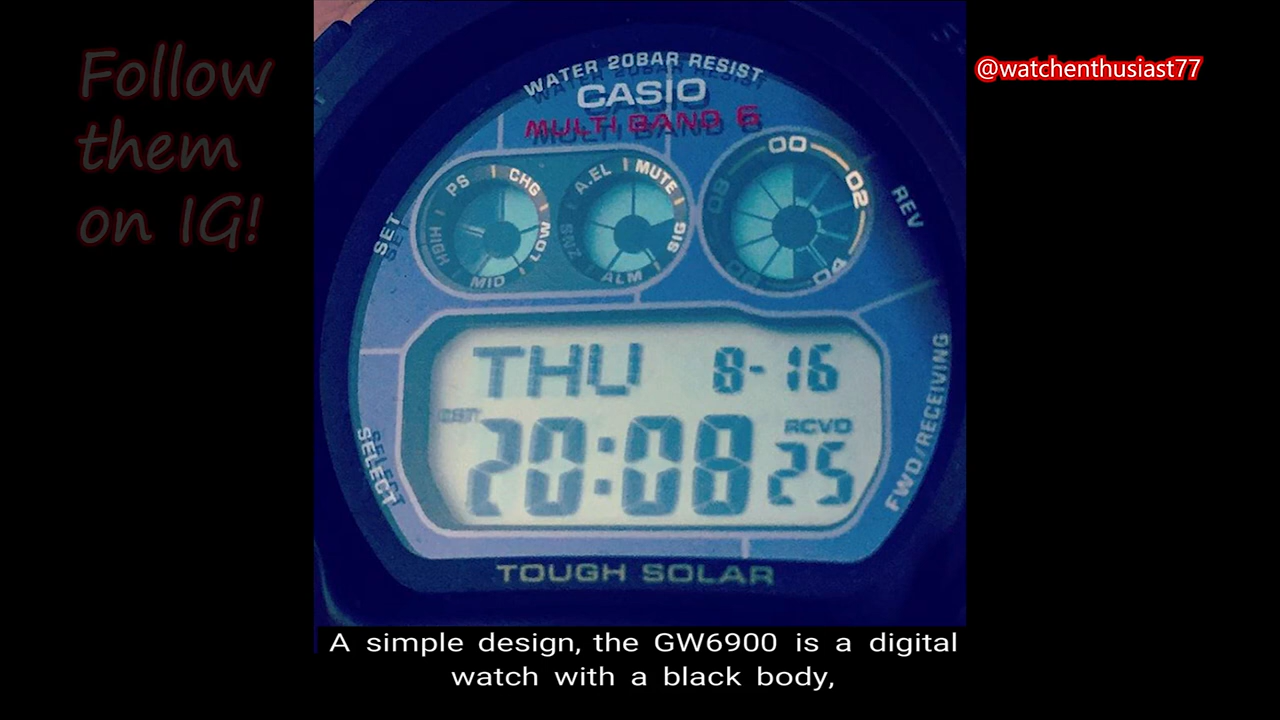 Follow
them
on IG!
@watchenthusiast77
WATER 20BAR RESIST
CASIO
MULTI BAND 6
PS CHG LOW MID HIGH
A.EL MUTE SIG ALM SNZ
00 02 04 08
SET
REV
THU 8-16
20:08 25
RCVD
SELECT
FWD/RECEIVING
TOUGH SOLAR
A simple design, the GW6900 is a digital
watch with a black body,